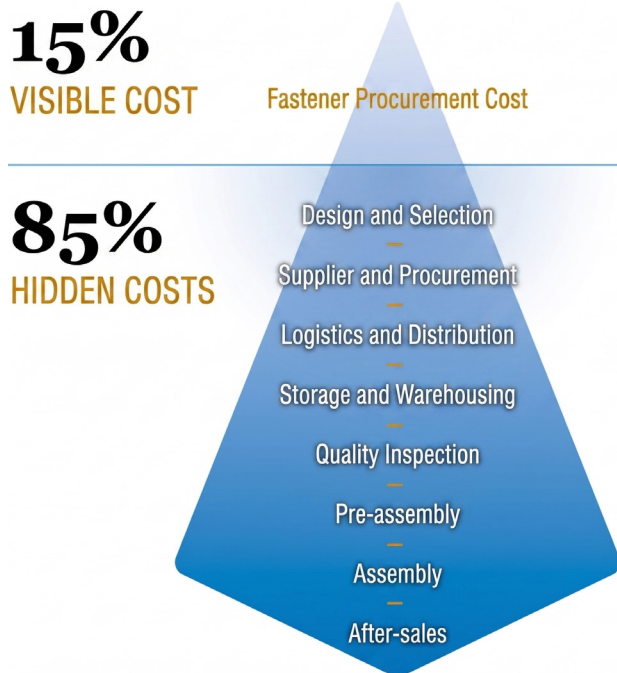 15%
VISIBLE COST
Fastener Procurement Cost
85%
HIDDEN COSTS
Design and Selection
Supplier and Procurement
Logistics and Distribution
Storage and Warehousing
Quality Inspection
Pre-assembly
Assembly
After-sales